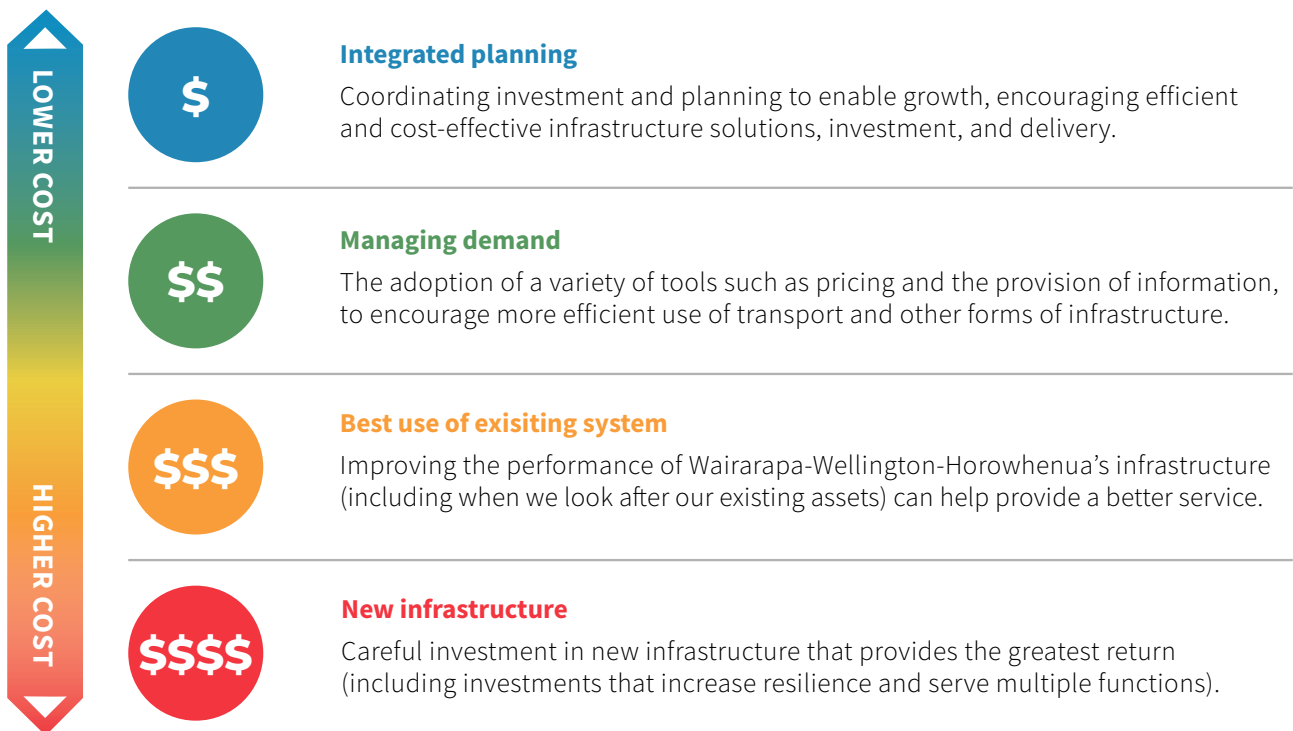 LOWER COST
$
Integrated planning
Coordinating investment and planning to enable growth, encouraging efficient
and cost-effective infrastructure solutions, investment, and delivery.
$$
Managing demand
The adoption of a variety of tools such as pricing and the provision of information,
to encourage more efficient use of transport and other forms of infrastructure.
HIGHER COST
$$$
Best use of exisiting system
Improving the performance of Wairarapa-Wellington-Horowhenua’s infrastructure
(including when we look after our existing assets) can help provide a better service.
$$$$
New infrastructure
Careful investment in new infrastructure that provides the greatest return
(including investments that increase resilience and serve multiple functions).